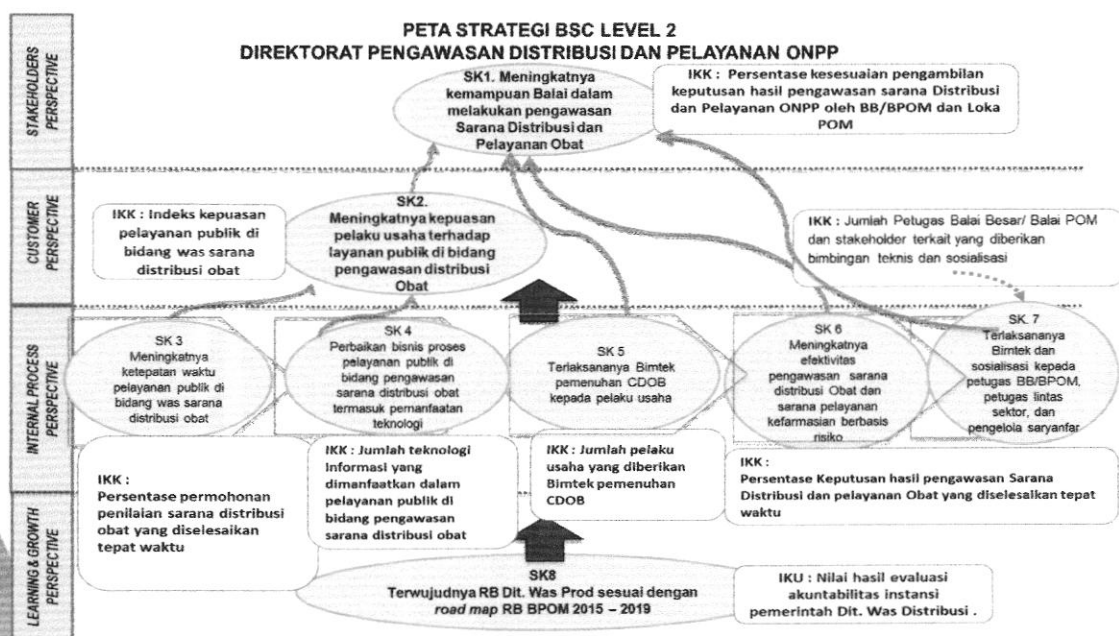 PETA STRATEGI BSC LEVEL 2
DIREKTORAT PENGAWASAN DISTRIBUSI DAN PELAYANAN ONPP
STAKEHOLDERS
PERSPECTIVE
SK1. Meningkatnya
kemampuan Balai dalam
melakukan pengawasan
Sarana Distribusi dan
Pelayanan Obat
IKK : Persentase kesesuaian pengambilan
keputusan hasil pengawasan sarana Distribusi
dan Pelayanan ONPP oleh BB/BPOM dan Loka
POM
CUSTOMER
PERSPECTIVE
IKK : Indeks kepuasan
pelayanan publik di
bidang was sarana
distribusi obat
SK2.
Meningkatnya kepuasan
pelaku usaha terhadap
layanan publik di bidang
pengawasan distribusi
Obat
IKK : Jumlah Petugas Balai Besar/ Balai POM
dan stakeholder terkait yang diberikan
bimbingan teknis dan sosialisasi
INTERNAL PROCESS
PERSPECTIVE
SK 3
Meningkatnya
ketepatan waktu
pelayanan publik di
bidang was sarana
distribusi obat
SK 4
Perbaikan bisnis proses
pelayanan publik di
bidang pengawasan
sarana distribusi obat
termasuk pemanfaatan
teknologi
SK 5
Terlaksananya Bimtek
pemenuhan CDOB
kepada pelaku usaha
SK 6
Meningkatnya
efektivitas
pengawasan sarana
distribusi Obat dan
sarana pelayanan
kefarmasian berbasis
risiko
SK. 7
Terlaksananya
Bimtek dan
sosialisasi kepada
petugas BB/BPOM,
petugas lintas
sektor, dan
pengelola saryanfar
IKK :
Persentase permohonan
penilaian sarana distribusi
obat yang diselesaikan
tepat waktu
IKK : Jumlah teknologi
Informasi yang
dimanfaatkan dalam
pelayanan publik di
bidang pengawasan
sarana distribusi obat
IKK : Jumlah pelaku
usaha yang diberikan
Bimtek pemenuhan
CDOB
IKK :
Persentase Keputusan hasil pengawasan Sarana
Distribusi dan pelayanan Obat yang diselesaikan tepat
waktu
LEARNING & GROWTH
PERSPECTIVE
SK8
Terwujudnya RB Dit. Was Prod sesuai dengan
road map RB BPOM 2015 – 2019
IKU : Nilai hasil evaluasi
akuntabilitas instansi
pemerintah Dit. Was Distribusi .